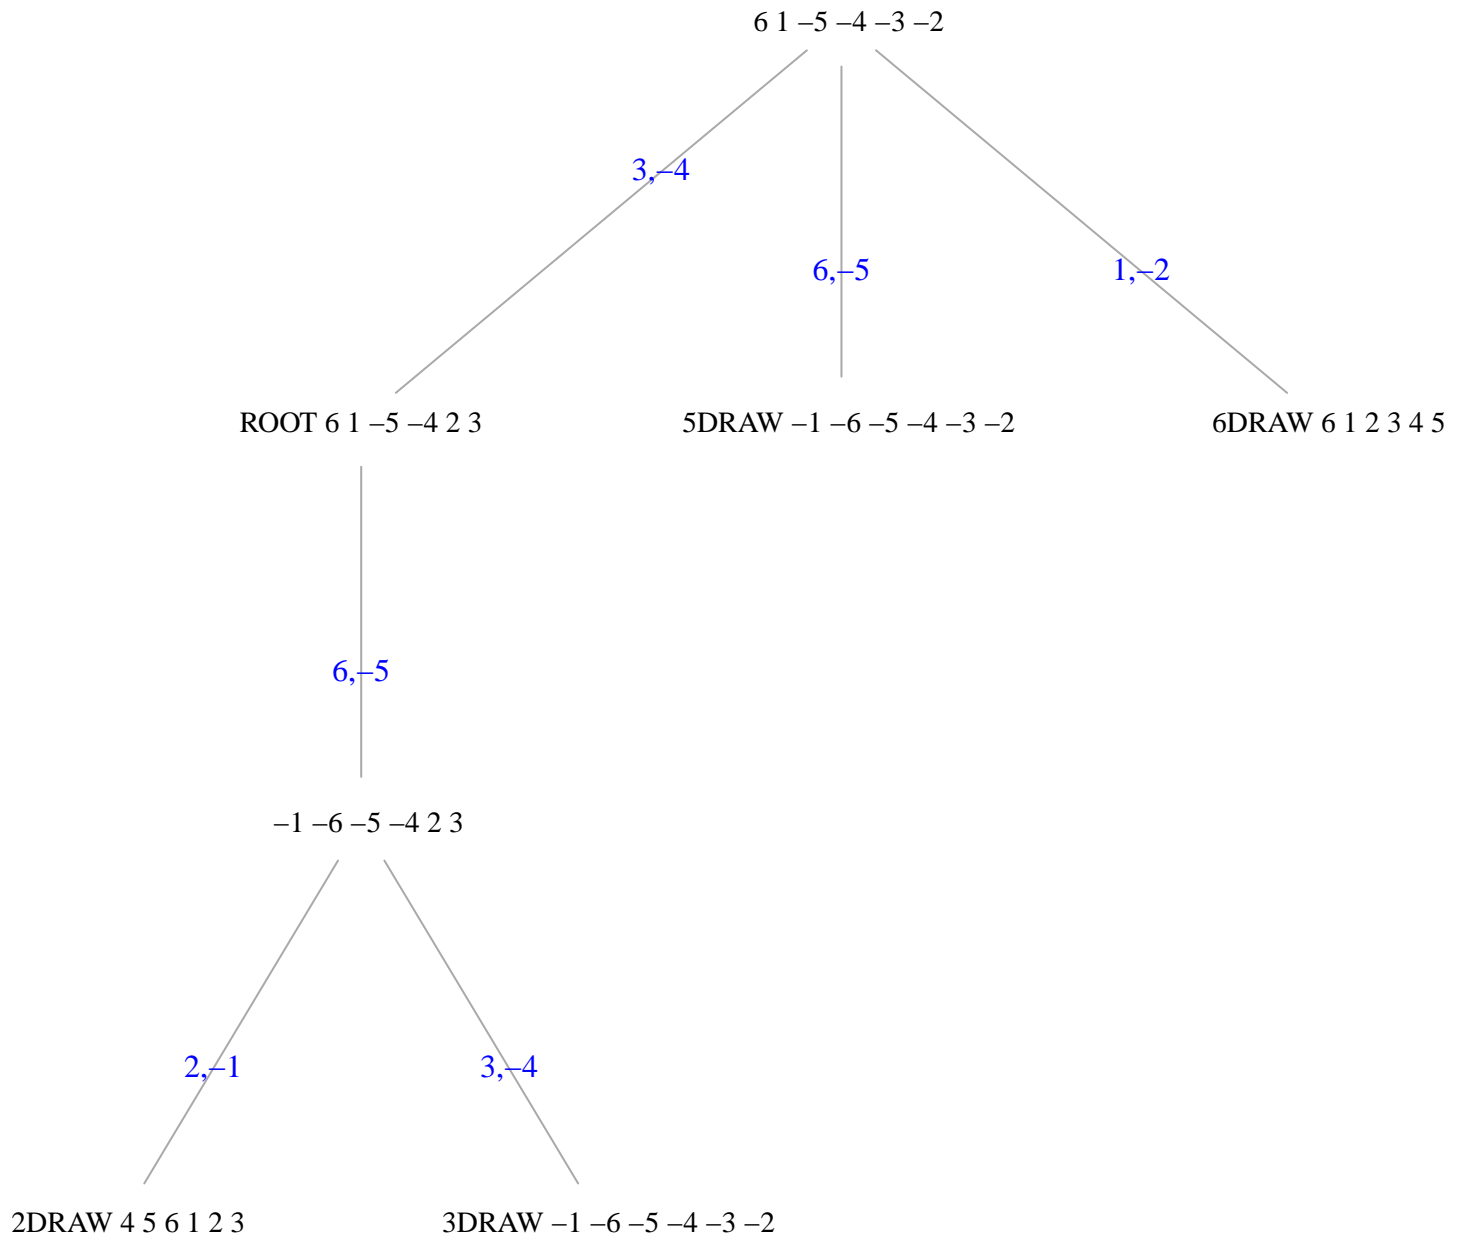 6 1 –5 –4 –3 –2
3,–4
6,–5
1,–2
ROOT 6 1 –5 –4 2 3
5DRAW –1 –6 –5 –4 –3 –2
6DRAW 6 1 2 3 4 5
6,–5
–1 –6 –5 –4 2 3
2,–1
3,–4
2DRAW 4 5 6 1 2 3
3DRAW –1 –6 –5 –4 –3 –2